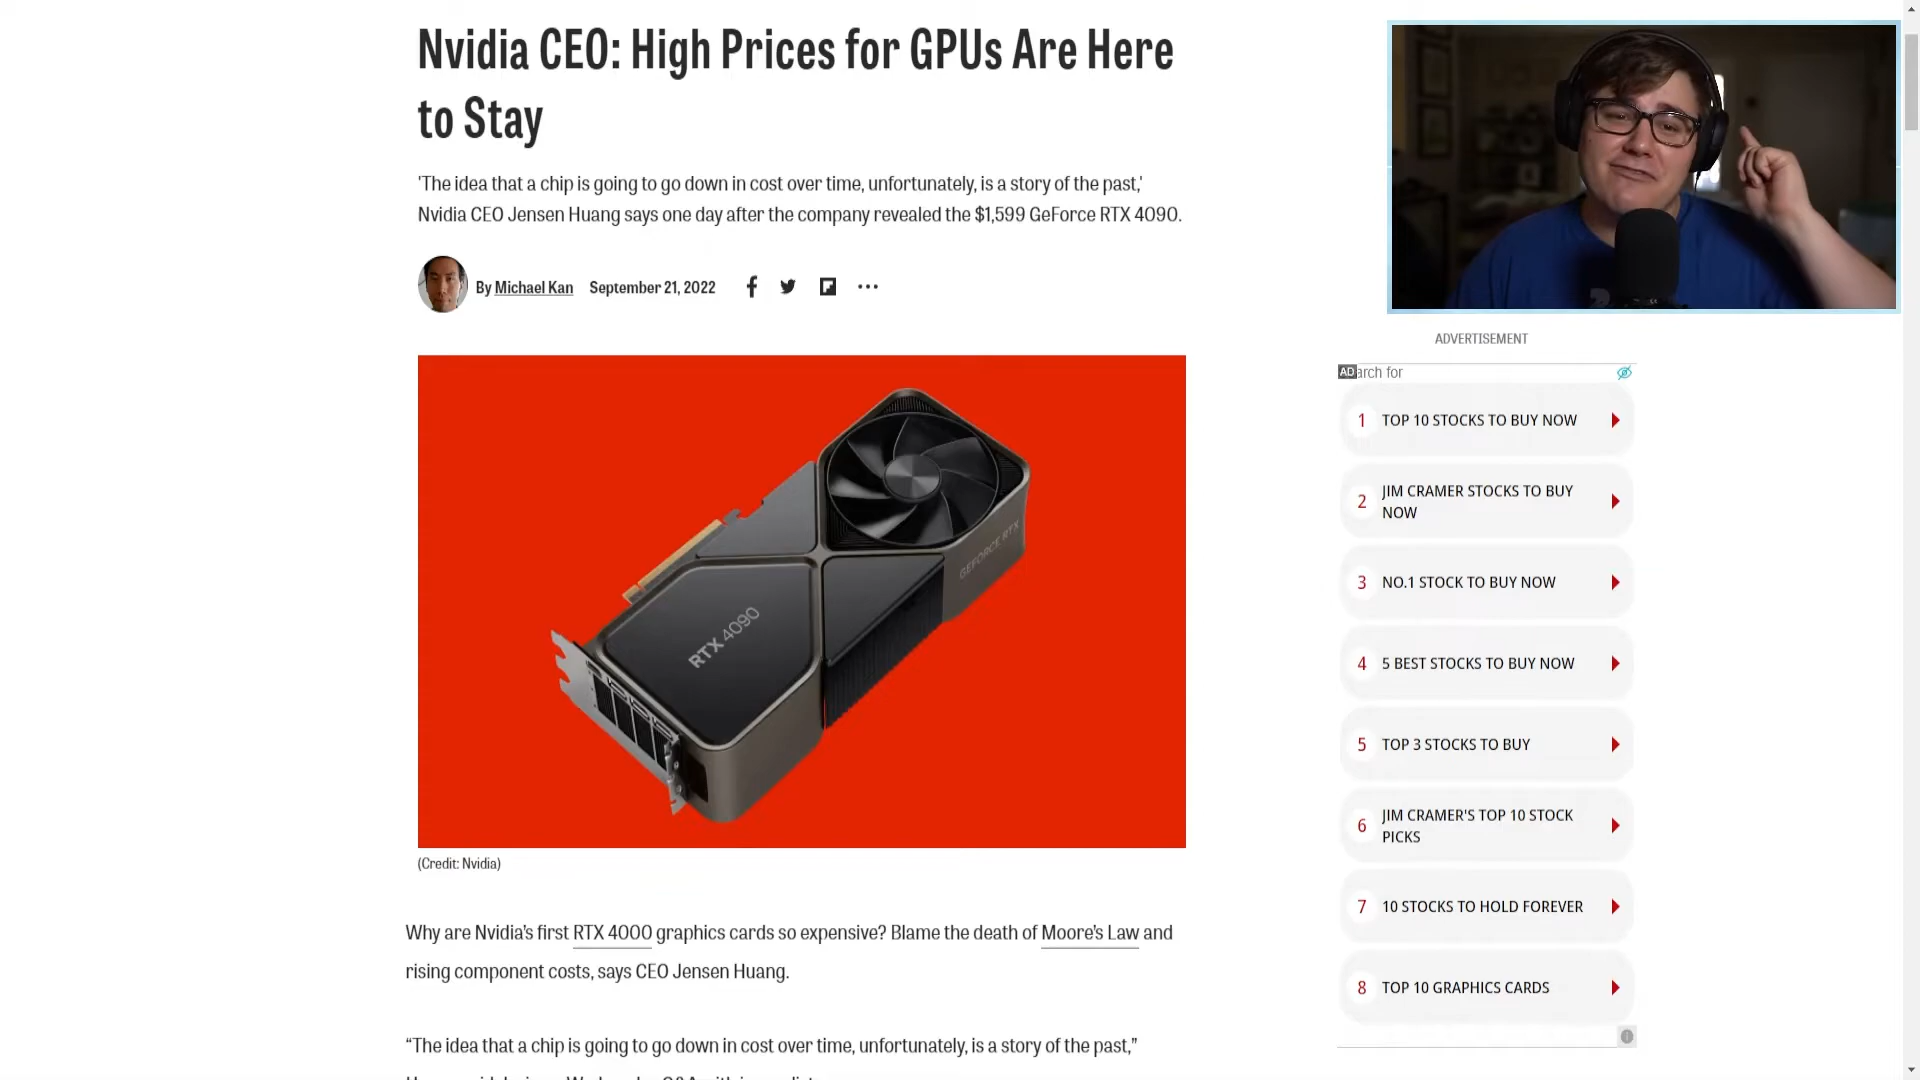 Nvidia CEO: High Prices for GPUs Are Here
to Stay
'The idea that a chip is going to go down in cost over time, unfortunately, is a story of the past,'
Nvidia CEO Jensen Huang says one day after the company revealed the $1,599 GeForce RTX 4090.
By Michael Kan September 21, 2022
RTX 4090
GEFORCE RTX
(Credit: Nvidia)
Why are Nvidia's first RTX 4000 graphics cards so expensive? Blame the death of Moore's Law and
rising component costs, says CEO Jensen Huang.
“The idea that a chip is going to go down in cost over time, unfortunately, is a story of the past,”
ADVERTISEMENT
AD arch for
1 TOP 10 STOCKS TO BUY NOW
2 JIM CRAMER STOCKS TO BUY
NOW
3 NO.1 STOCK TO BUY NOW
4 5 BEST STOCKS TO BUY NOW
5 TOP 3 STOCKS TO BUY
6 JIM CRAMER'S TOP 10 STOCK
PICKS
7 10 STOCKS TO HOLD FOREVER
8 TOP 10 GRAPHICS CARDS